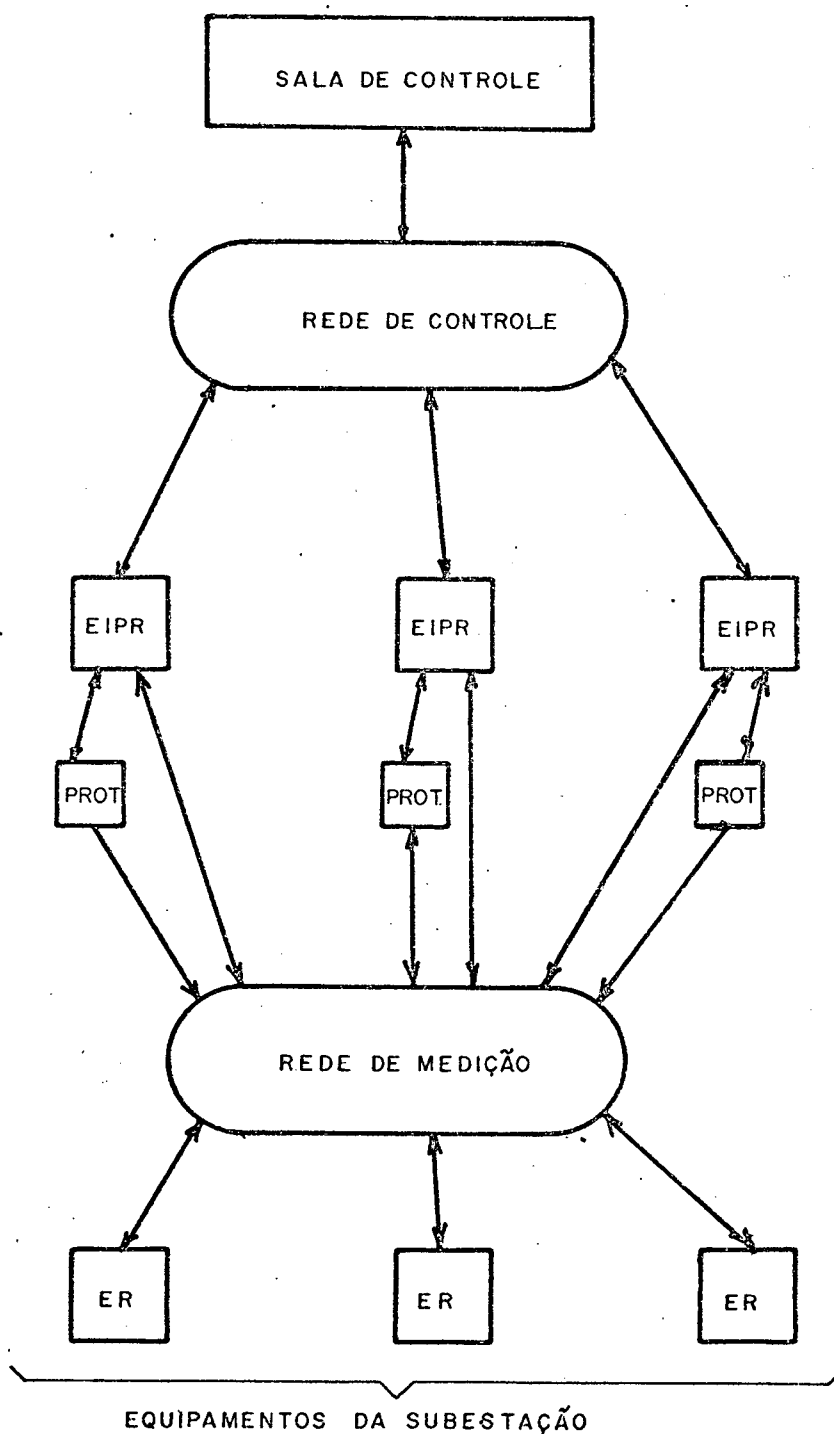 SALA DE CONTROLE
REDE DE CONTROLE
EIPR
EIPR
EIPR
PROT
PROT.
PROT
REDE DE MEDIÇÃO
ER
ER
ER
EQUIPAMENTOS DA SUBESTAÇÃO